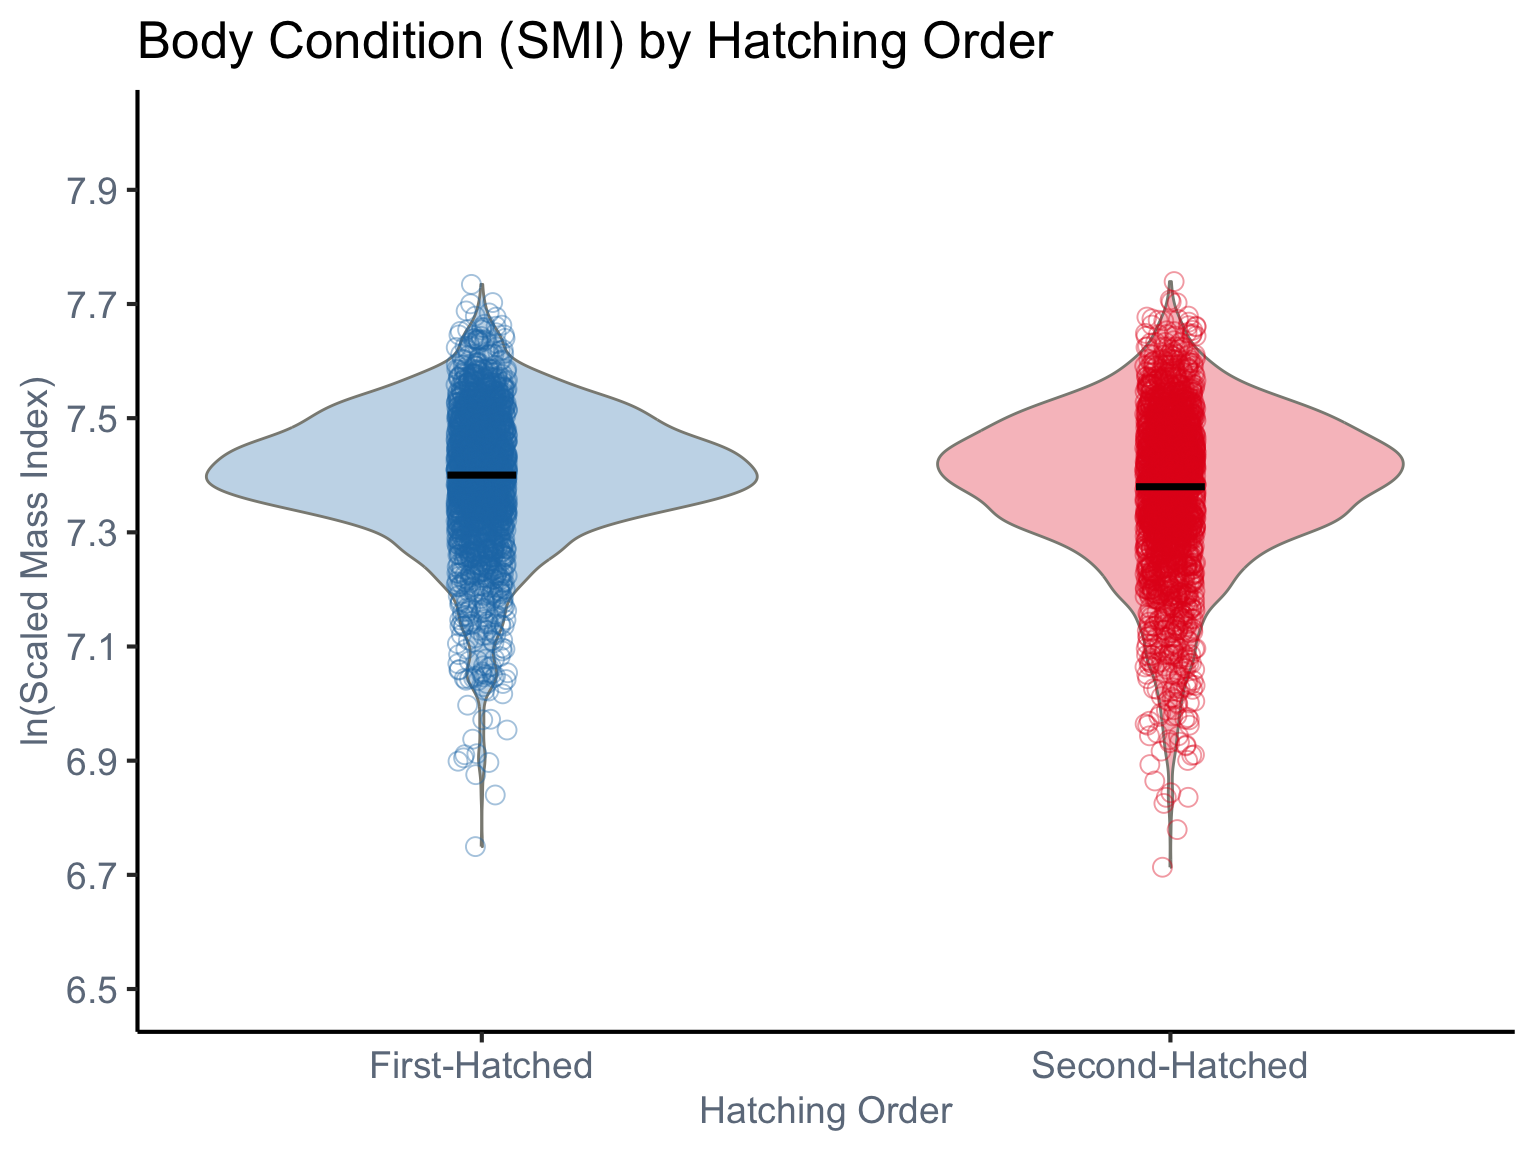 Body Condition (SMI) by Hatching Order
ln(Scaled Mass Index)
7.9
7.7
7.5
7.3
7.1
6.9
6.7
6.5
First-Hatched
Second-Hatched
Hatching Order